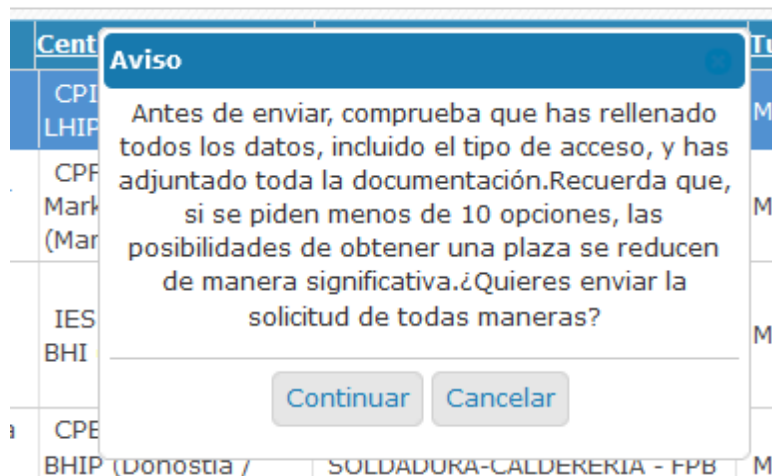 Cent
Aviso
Tu
CPI
LHIP
M
Antes de enviar, comprueba que has rellenado
todos los datos, incluido el tipo de acceso, y has
adjuntado toda la documentación.Recuerda que,
si se piden menos de 10 opciones, las
posibilidades de obtener una plaza se reducen
de manera significativa.¿Quieres enviar la
solicitud de todas maneras?
Mark
(Mar
M
IES
BHI
M
Continuar Cancelar
a
BHIP (Donostia / SOLDADURA-CALDERERIA - FPB M